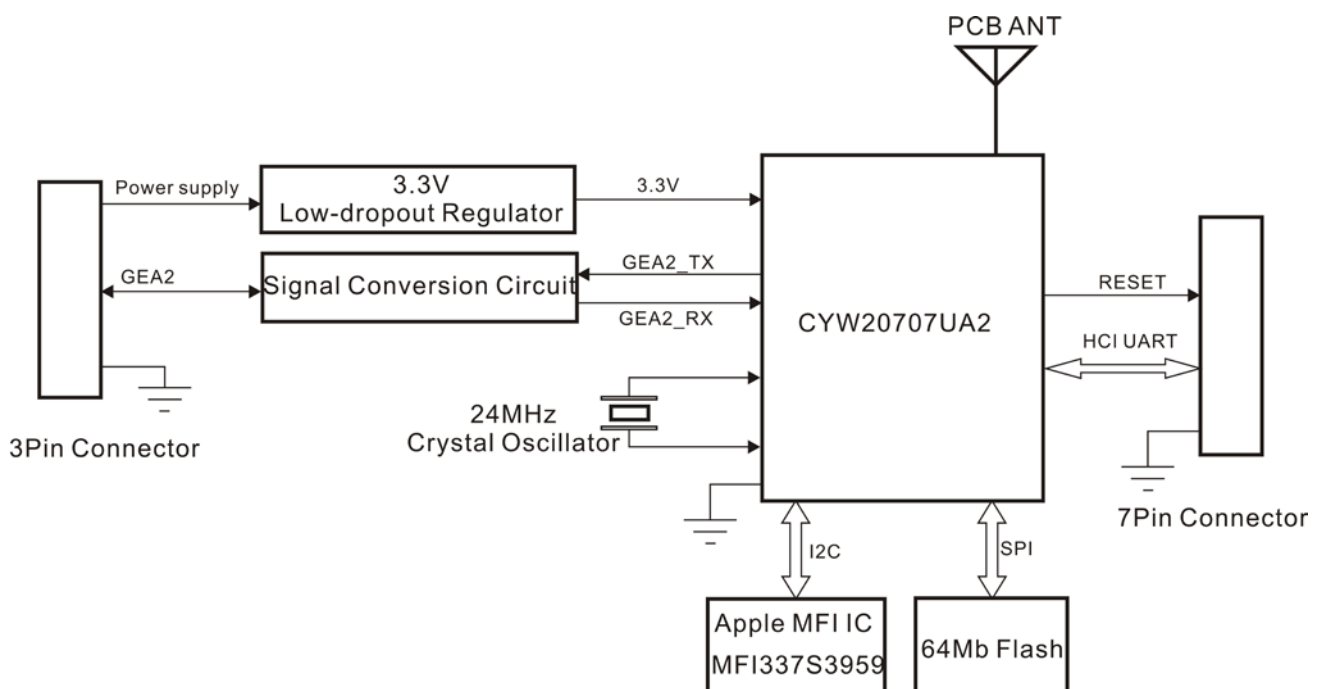 PCB ANT
Power supply
3.3V
Low-dropout Regulator
3.3V
GEA2
Signal Conversion Circuit
GEA2_TX
GEA2_RX
CYW20707UA2
RESET
HCI UART
24MHz
Crystal Oscillator
3Pin Connector
7Pin Connector
I2C
SPI
Apple MFI IC
MFI337S3959
64Mb Flash